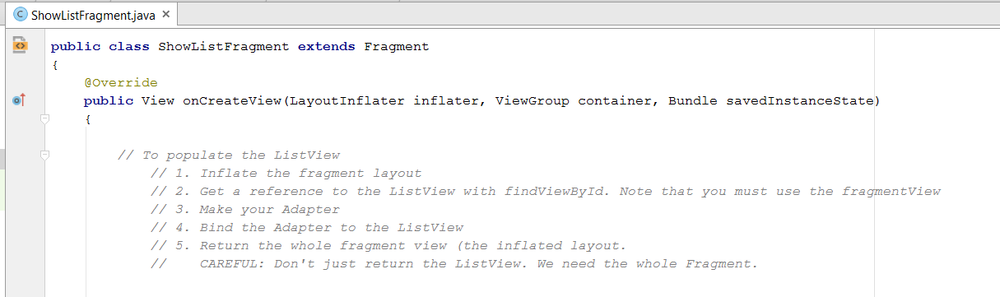 ShowListFragment.java
public class ShowListFragment extends Fragment
{
@Override
public View onCreateView(LayoutInflater inflater, ViewGroup container, Bundle savedInstanceState)
{
// To populate the ListView
// 1. Inflate the fragment layout
// 2. Get a reference to the ListView with findViewById. Note that you must use the fragmentView
// 3. Make your Adapter
// 4. Bind the Adapter to the ListView
// 5. Return the whole fragment view (the inflated layout.
// CAREFUL: Don't just return the ListView. We need the whole Fragment.